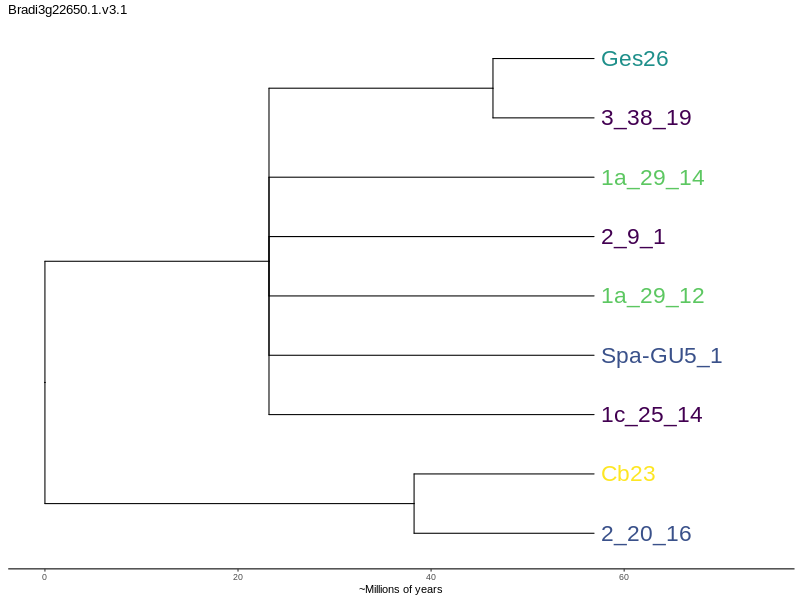 Bradi3g22650.1.v3.1
Ges26
3_38_19
1a_29_14
2_9_1
1a_29_12
Spa-GU5_1
1c_25_14
Cb23
2_20_16
0 20 40 60
~Millions of years